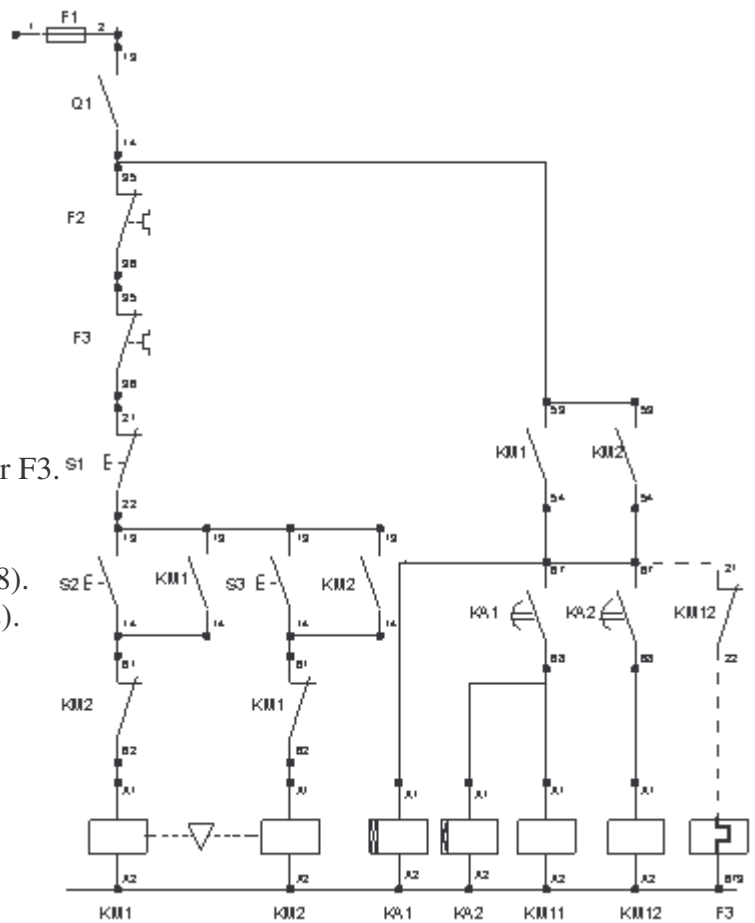 F1
1 2
13
Q1
14
95
F2
96
95
F3
96
21
53 53
r F3.
S1
KM1 KM2
22
54 54
13 13 13 13
67 67 21
8).
S2 KM1 S3 KM2
KA1 KA2 KM12
).
14 14 14 14
61 61
68 68 22
KM2 KM1
62 62
A1 A1 A1 A1 A1 A1
A2 A2 A2 A2 A2 A2
KM1 KM2 KA1 KA2 KM11 KM12 F3